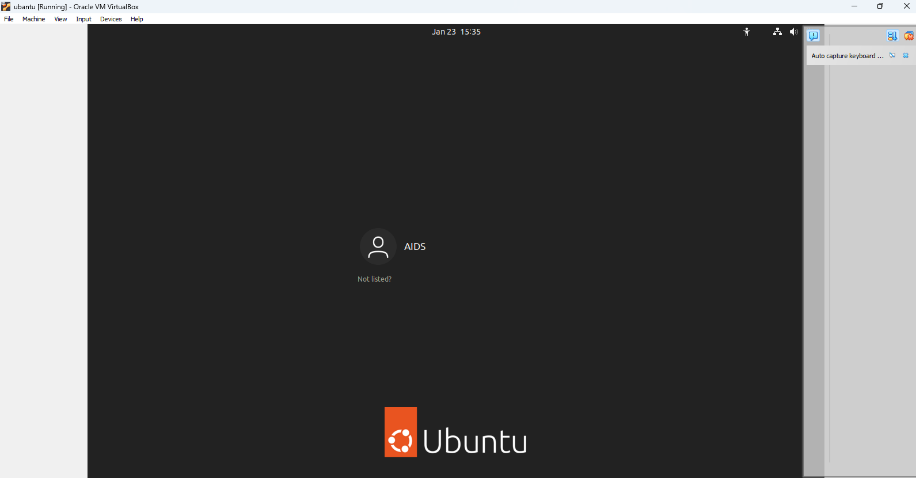 ubantu [Running] - Oracle VM VirtualBox
File Machine View Input Devices Help
Jan 23 15:35
Auto capture keyboard ...
AIDS
Not listed?
Ubuntu